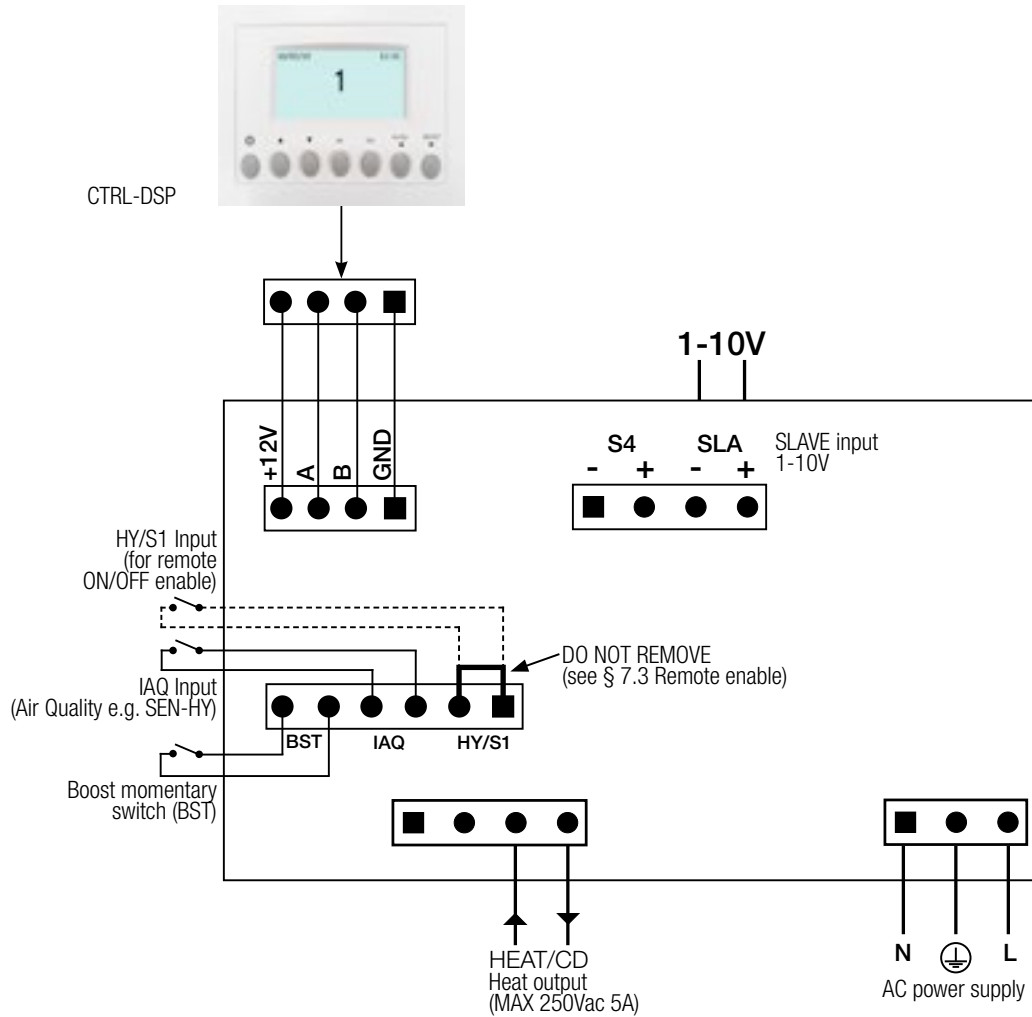 1
CTRL-DSP
1-10V
+12V
A
B
GND
S4
SLA
- + - +
SLAVE input
1-10V
HY/S1 Input
(for remote
ON/OFF enable)
DO NOT REMOVE
(see § 7.3 Remote enable)
IAQ Input
(Air Quality e.g. SEN-HY)
BST IAQ HY/S1
Boost momentary
switch (BST)
HEAT/CD
Heat output
(MAX 250Vac 5A)
N L
AC power supply